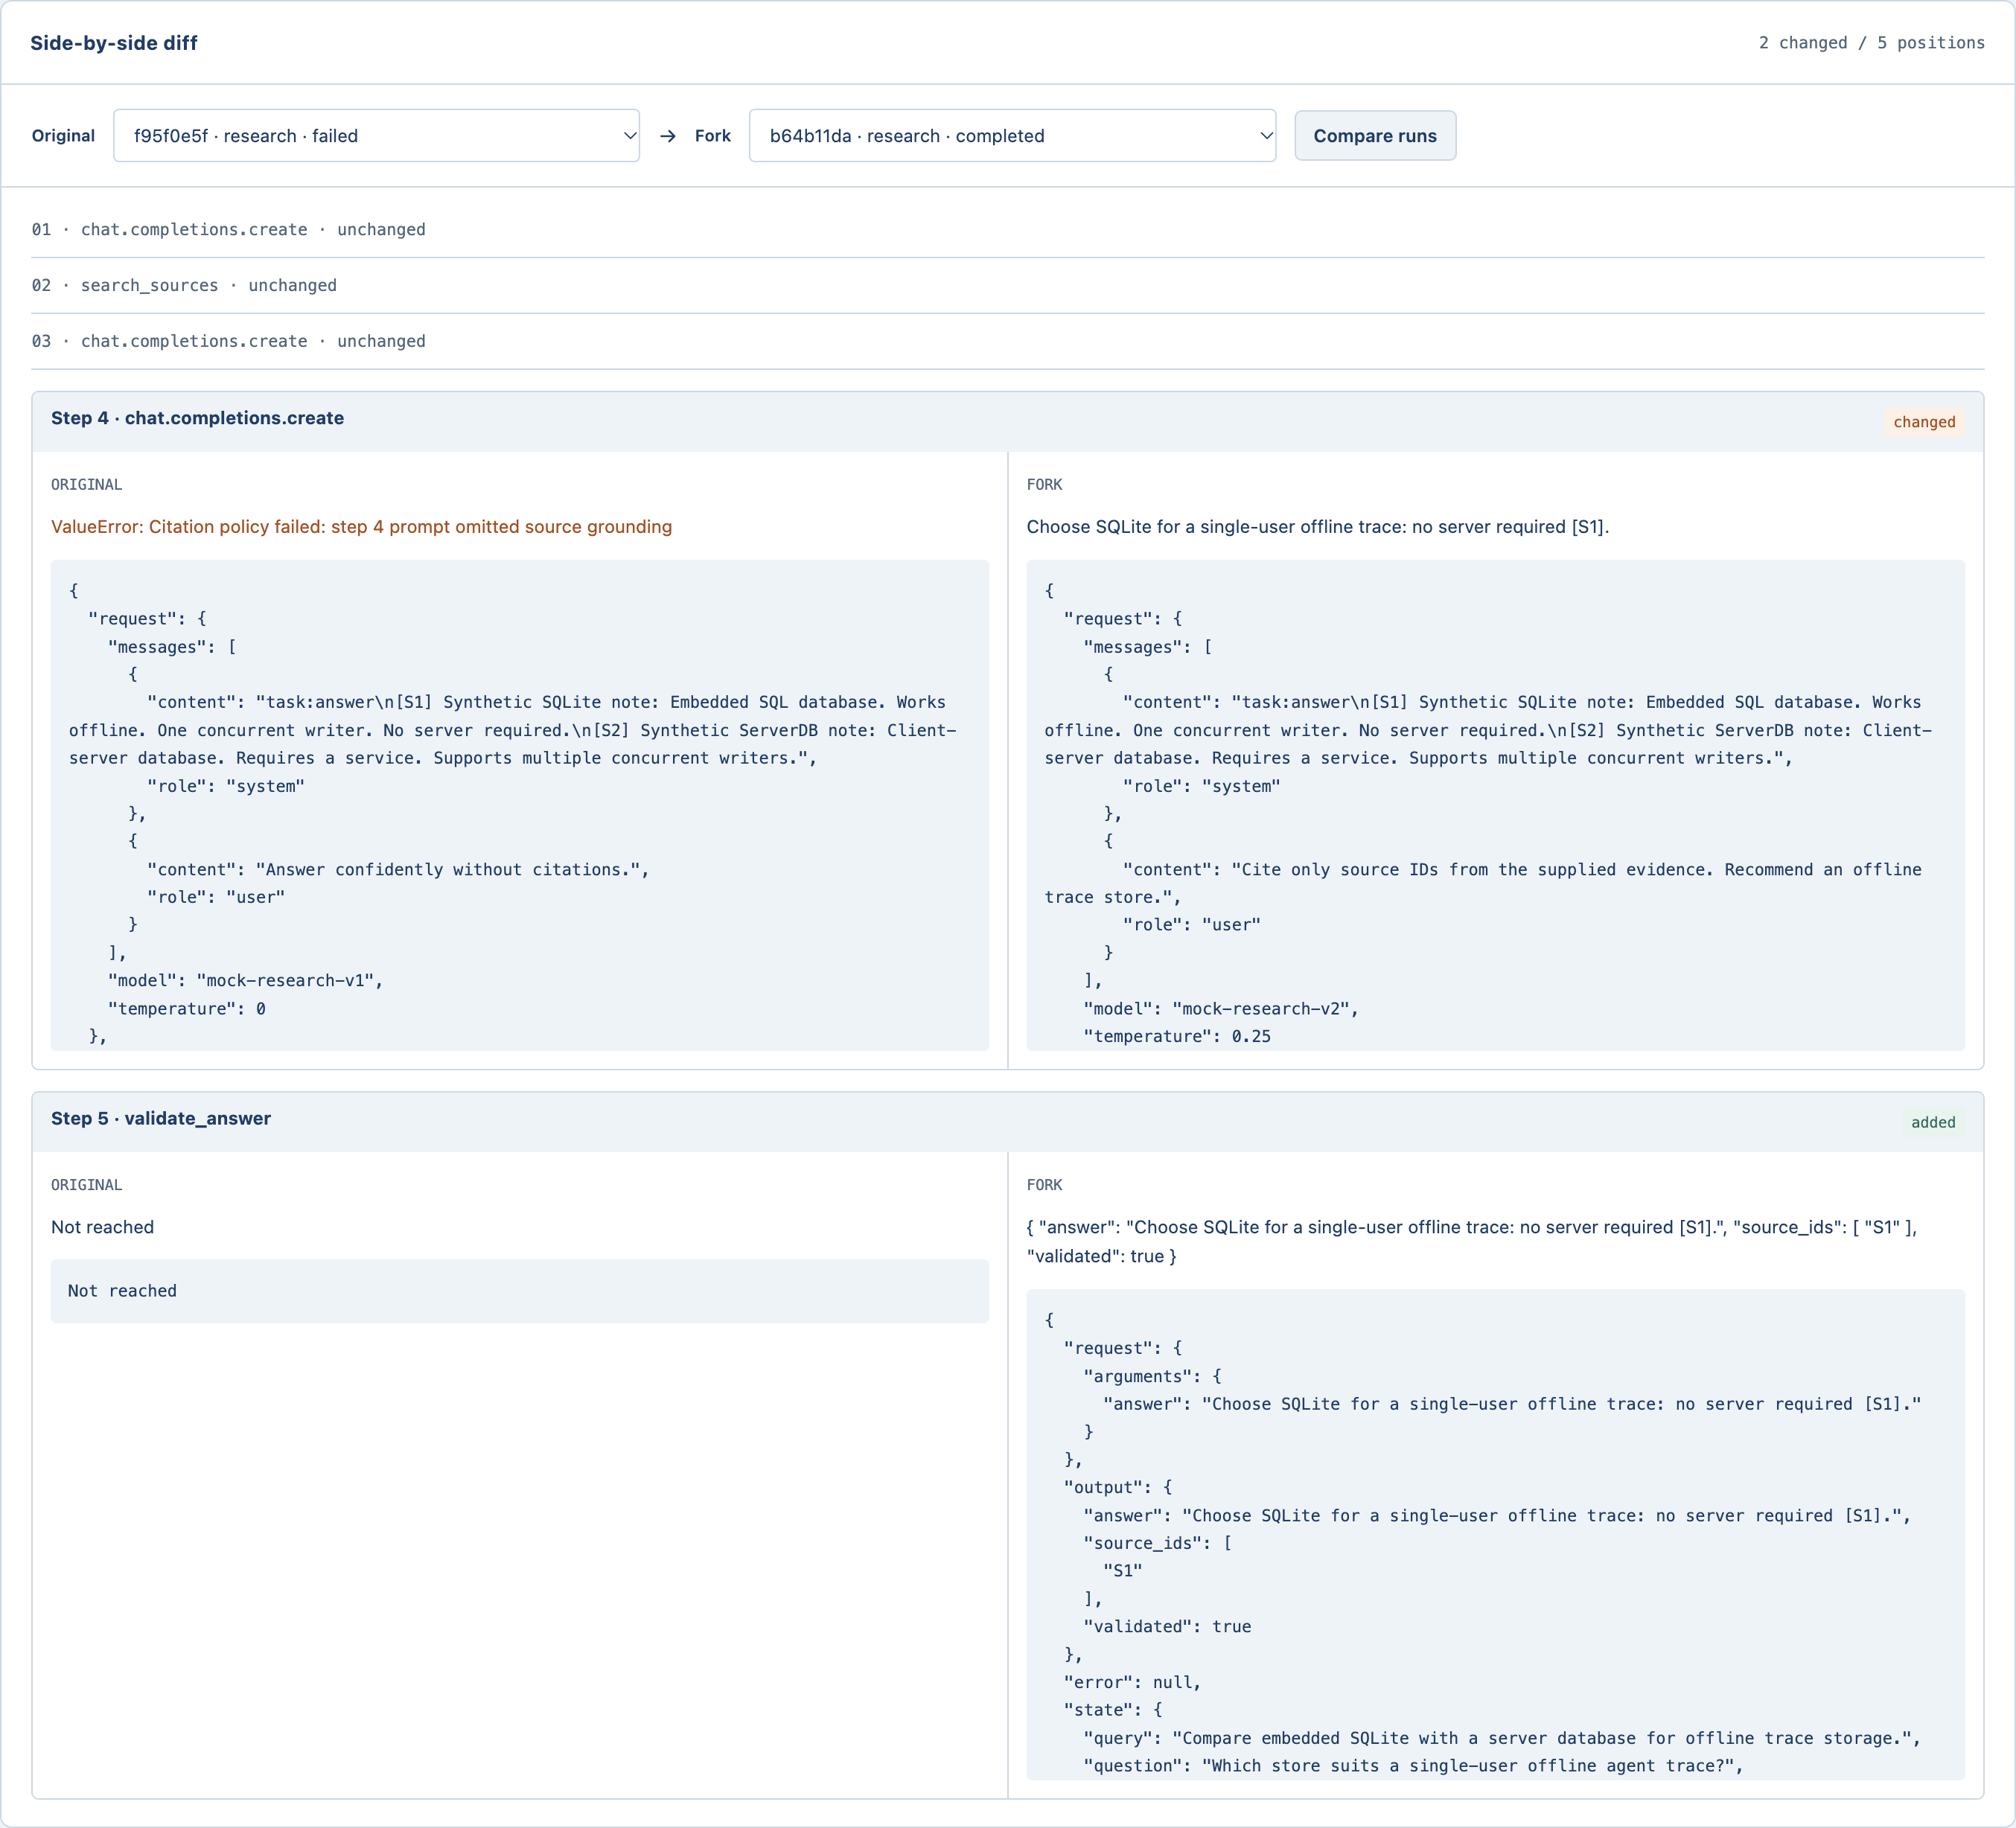 Side-by-side diff
2 changed / 5 positions
Original
f95f0e5f · research · failed
→
Fork
b64b11da · research · completed
Compare runs
01 · chat.completions.create · unchanged
02 · search_sources · unchanged
03 · chat.completions.create · unchanged
Step 4 · chat.completions.create
changed
ORIGINAL
ValueError: Citation policy failed: step 4 prompt omitted source grounding
{
  "request": {
    "messages": [
      {
        "content": "task:answer\n[S1] Synthetic SQLite note: Embedded SQL database. Works
offline. One concurrent writer. No server required.\n[S2] Synthetic ServerDB note: Client-
server database. Requires a service. Supports multiple concurrent writers.",
        "role": "system"
      },
      {
        "content": "Answer confidently without citations.",
        "role": "user"
      }
    ],
    "model": "mock-research-v1",
    "temperature": 0
  },
FORK
Choose SQLite for a single-user offline trace: no server required [S1].
{
  "request": {
    "messages": [
      {
        "content": "task:answer\n[S1] Synthetic SQLite note: Embedded SQL database. Works
offline. One concurrent writer. No server required.\n[S2] Synthetic ServerDB note: Client-
server database. Requires a service. Supports multiple concurrent writers.",
        "role": "system"
      },
      {
        "content": "Cite only source IDs from the supplied evidence. Recommend an offline
trace store.",
        "role": "user"
      }
    ],
    "model": "mock-research-v2",
    "temperature": 0.25
Step 5 · validate_answer
added
ORIGINAL
Not reached
Not reached
FORK
{ "answer": "Choose SQLite for a single-user offline trace: no server required [S1].", "source_ids": [ "S1" ],
"validated": true }
{
  "request": {
    "arguments": {
      "answer": "Choose SQLite for a single-user offline trace: no server required [S1]."
    }
  },
  "output": {
    "answer": "Choose SQLite for a single-user offline trace: no server required [S1].",
    "source_ids": [
      "S1"
    ],
    "validated": true
  },
  "error": null,
  "state": {
    "query": "Compare embedded SQLite with a server database for offline trace storage.",
    "question": "Which store suits a single-user offline agent trace?",